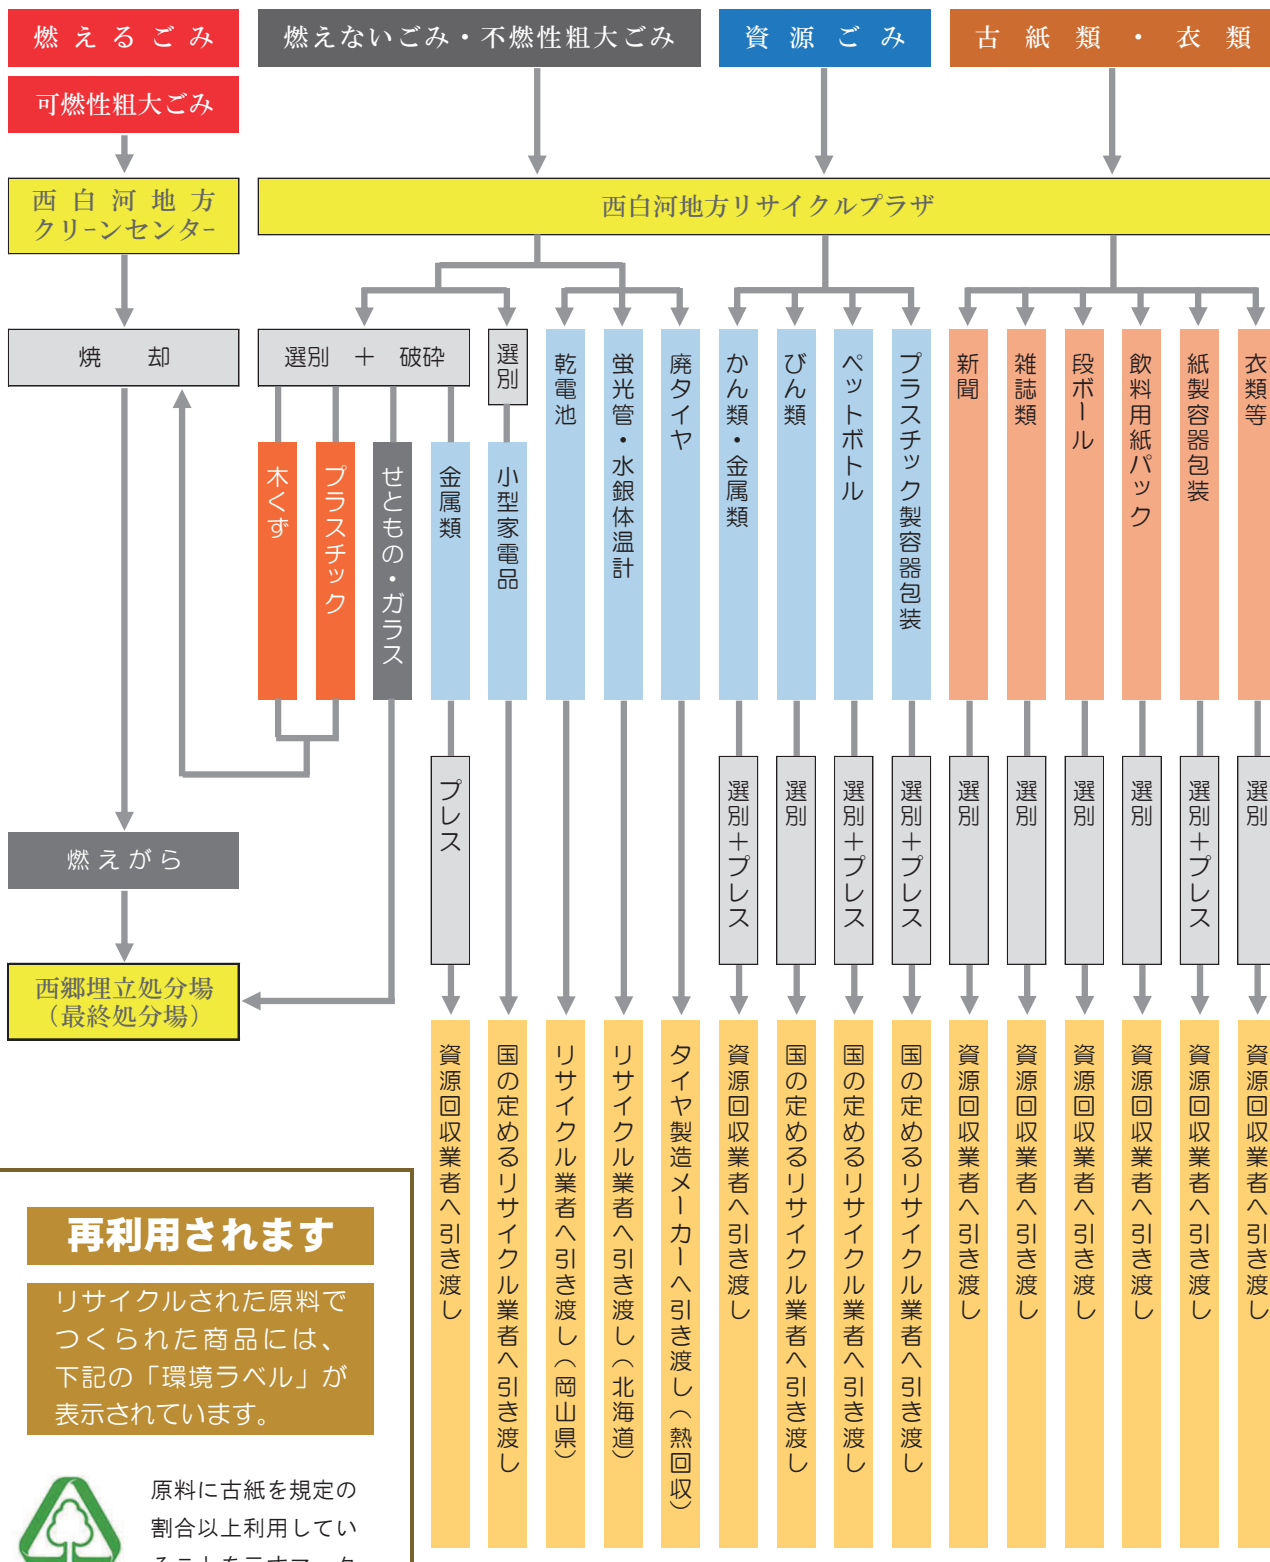 燃えるごみ
燃えないごみ・不燃性粗大ごみ
資源ごみ
古紙類・衣類
可燃性粗大ごみ
西白河地方
クリーンセンター
西白河地方リサイクルプラザ
焼却
選別 ＋ 破砕
選別
乾電池
蛍光管・水銀体温計
廃タイヤ
かん類・金属類
びん類
ペットボトル
プラスチック製容器包装
新聞
雑誌類
段ボール
飲料用紙パック
紙製容器包装
衣類等
木くず
プラスチック
せともの・ガラス
金属類
小型家電品
プレス
選別＋プレス
選別
選別＋プレス
選別＋プレス
選別
選別
選別
選別
選別＋プレス
選別
燃えがら
西郷埋立処分場
（最終処分場）
資源回収業者へ引き渡し
国の定めるリサイクル業者へ引き渡し
リサイクル業者へ引き渡し（岡山県）
リサイクル業者へ引き渡し（北海道）
タイヤ製造メーカーへ引き渡し（熱回収）
資源回収業者へ引き渡し
国の定めるリサイクル業者へ引き渡し
国の定めるリサイクル業者へ引き渡し
国の定めるリサイクル業者へ引き渡し
資源回収業者へ引き渡し
資源回収業者へ引き渡し
資源回収業者へ引き渡し
資源回収業者へ引き渡し
資源回収業者へ引き渡し
資源回収業者へ引き渡し
再利用されます
リサイクルされた原料で
つくられた商品には、
下記の「環境ラベル」が
表示されています。
原料に古紙を規定の
割合以上利用してい
ることを示すマーク